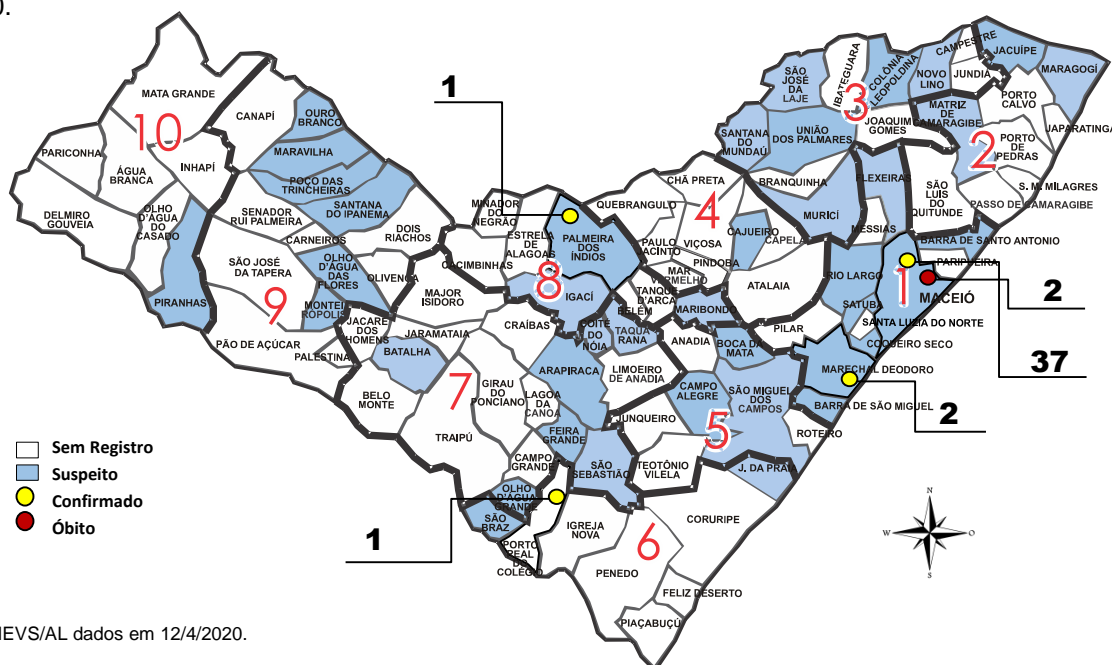 0.
MATA GRANDE
10
PARICONHA
ÁGUA
BRANCA
INHAPÍ
CANAPÍ
DELMIRO
GOUVEIA
OLHO
D'ÁGUA
DO
CASADO
PIRANHAS
OURO
BRANCO
MARAVILHA
POÇO DAS
TRINCHEIRAS
SANTANA
DO IPANEMA
SENADOR
RUI PALMEIRA
CARNEIROS
DOIS
RIACHOS
SÃO JOSÉ
DA TAPERA
OLHO
D'ÁGUA
DAS
FLORES
OLIVENÇA
9
MONTEI
RÓPOLIS
PÃO DE AÇÚCAR
PALESTINA
JACARÉ
DOS
HOMENS
MAJOR
ISIDORO
CACIMBINHAS
MINADOR
DO
NEGRÃO
ESTRELA
DE
ALAGOAS
1
PALMEIRA
DOS
ÍNDIOS
8
IGACÍ
JARAMATAIA
BATALHA
BELO
MONTE
7
CRAÍBAS
GIRAU
DO
PONCIANO
LAGOA
DA
CANOA
ARAPIRACA
COITÉ
DO
NÓIA
TAQUA
RANA
TRAIPÚ
FEIRA
GRANDE
CAMPO
GRANDE
OLHO
D'ÁGUA
GRANDE
SÃO
BRAZ
SÃO
SEBASTIÃO
LIMOEIRO
DE ANADIA
JUNQUEIRO
QUEBRANGULO
CHÃ PRETA
4
PAULO
JACINTO
VIÇOSA
CAJUEIRO
CAPELA
PINDOBA
MAR
VERMELHO
TANQUE
D'ARCA
BELÉM
MARIBONDO
ATALAIA
ANADIA
BOCA DA
MATA
PILAR
CAMPO
ALEGRE
SÃO MIGUEL
DOS
CAMPOS
5
TEOTÔNIO
VILELA
J. DA PRAIA
ROTEIRO
BARRA DE SÃO MIGUEL
MARECHAL DEODORO
COQUEIRO SECO
SANTA LUZIA DO NORTE
SATUBA
RIO LARGO
1
MACEIÓ
PARIPUEIRA
BARRA DE SANTO ANTONIO
2
37
2
SÃO
JOSÉ
DA
LAJE
IBATEGUARA
3
COLÔNIA
LEOPOLDINA
NOVO
LINO
CAMPESTRE
JACUÍPE
JUNDIÁ
MARAGOGÍ
PORTO
CALVO
MATRIZ
DE
CAMARAGIBE
JOAQUIM
GOMES
UNIÃO
DOS PALMARES
SANTANA
DO
MUNDAÚ
BRANQUINHA
MURICÍ
FLEXEIRAS
MESSIAS
SÃO
LUIS
DO
QUITUNDE
2
JAPARATINGA
PORTO
DE
PEDRAS
S. M. MILAGRES
PASSO DE CAMARAGIBE
1
PORTO
REAL
DO
COLÉGIO
IGREJA
NOVA
6
CORURIPE
PENEDO
FELIZ DESERTO
PIAÇABUÇÚ
Sem Registro
Suspeito
Confirmado
Óbito
N
W
O
S
IEVS/AL dados em 12/4/2020.